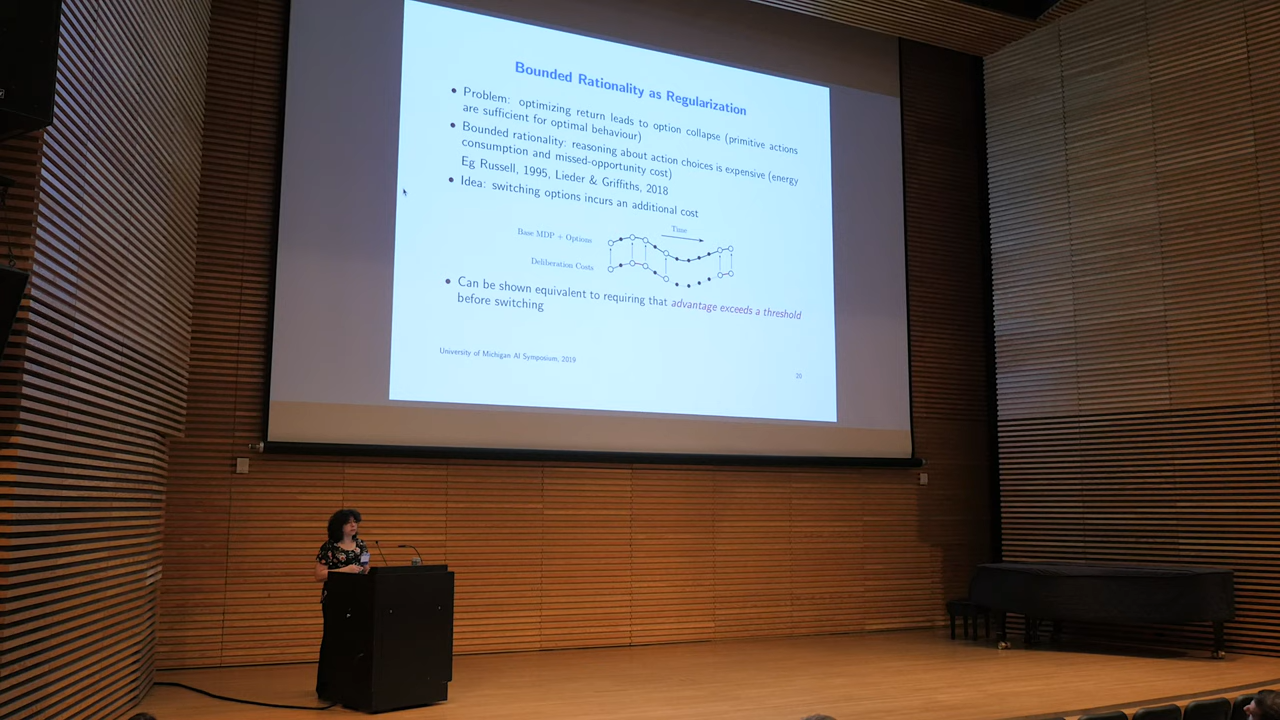 Bounded Rationality as Regularization
• Problem: optimizing return leads to option collapse (primitive actions
are sufficient for optimal behaviour)
• Bounded rationality: reasoning about action choices is expensive (energy
consumption and missed-opportunity cost)
Eg Russell, 1995, Lieder & Griffiths, 2018
• Idea: switching options incurs an additional cost
Time
Base MDP + Options
Deliberation Costs
• Can be shown equivalent to requiring that advantage exceeds a threshold
before switching
University of Michigan AI Symposium, 2019
20